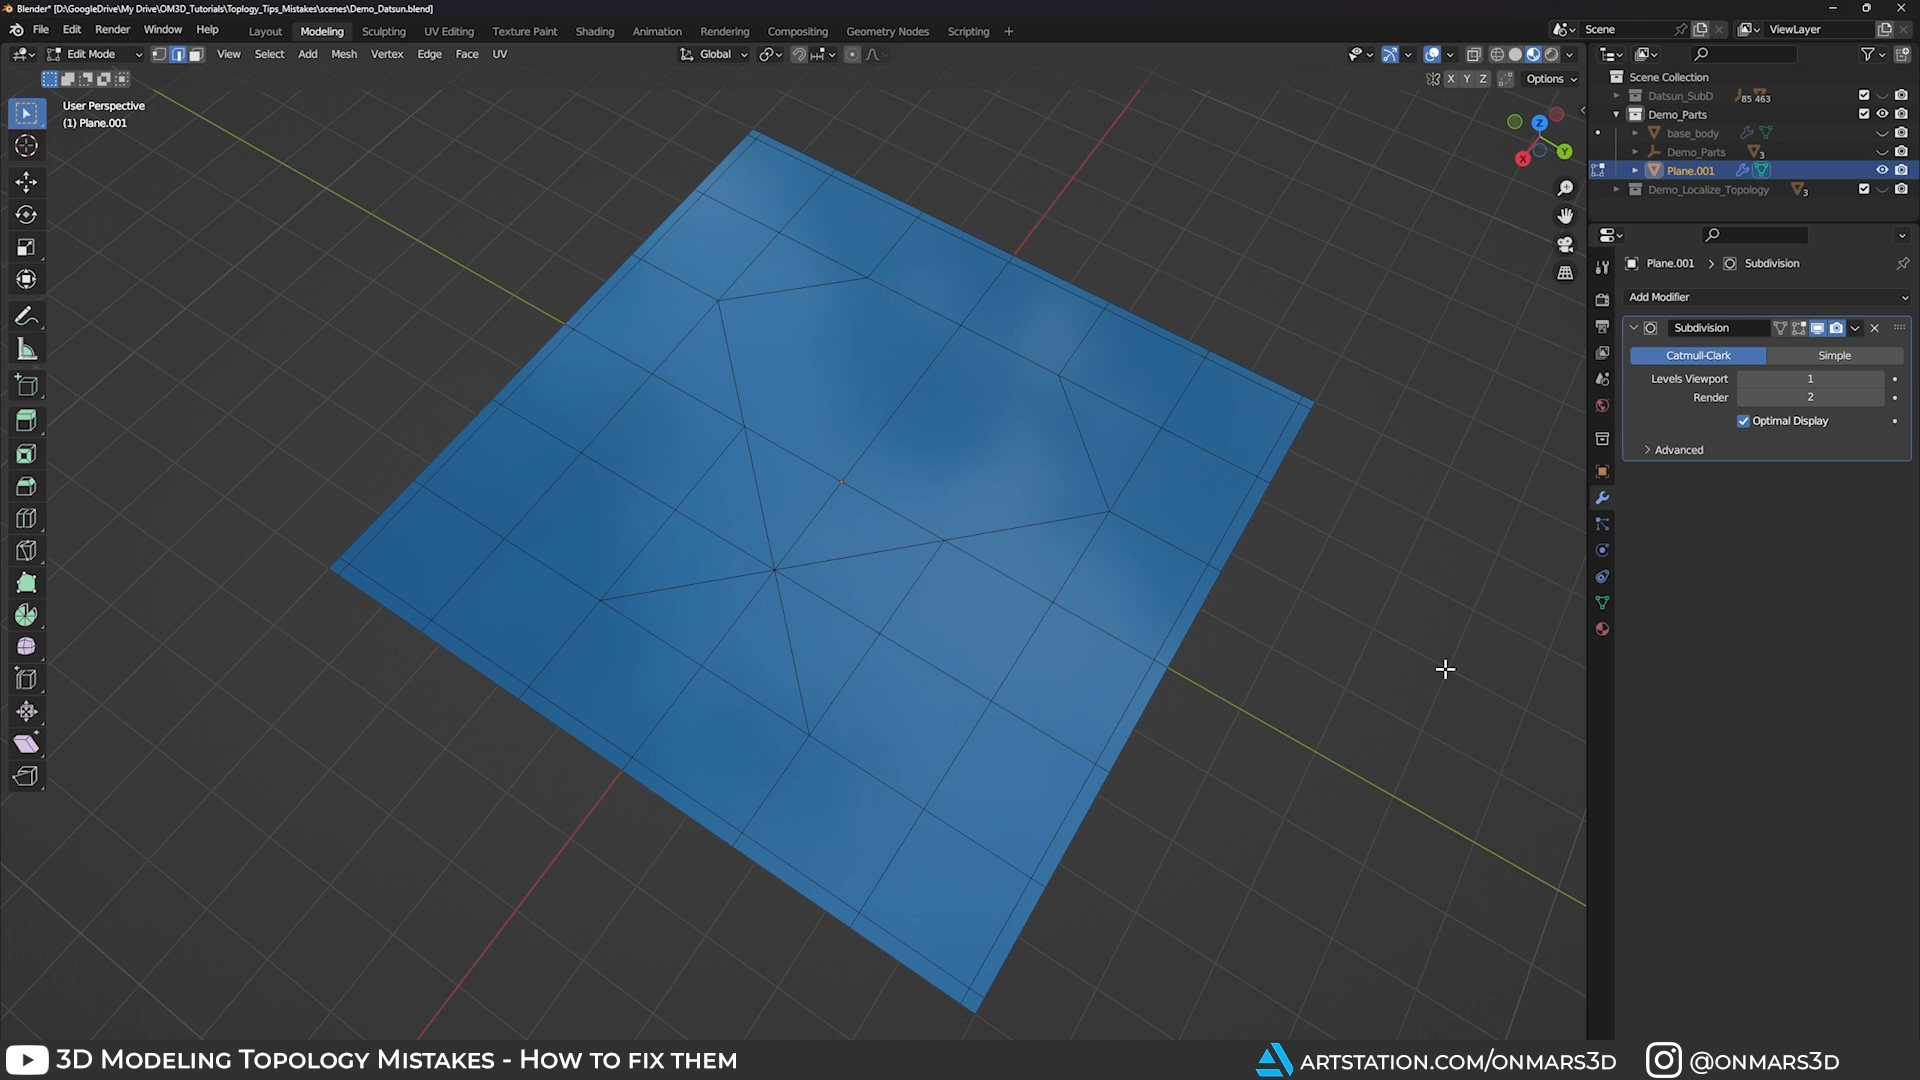 Blender* [D:\GoogleDrive\My Drive\OM3D_Tutorials\Toplogy_Tips_Mistakes\scenes\Demo_Datsun.blend]
File Edit Render Window Help Layout Modeling Sculpting UV Editing Texture Paint Shading Animation Rendering Compositing Geometry Nodes Scripting + Scene ViewLayer
Edit Mode View Select Add Mesh Vertex Edge Face UV Global
X Y Z Options
User Perspective
(1) Plane.001
Z
Y
X
Scene Collection
Datsun_SubD 85 463
Demo_Parts
base_body
Demo_Parts 3
Plane.001
Demo_Localize_Topology 3
Plane.001 > Subdivision
Add Modifier
Subdivision
Catmull-Clark Simple
Levels Viewport 1
Render 2
Optimal Display
> Advanced
3D Modeling Topology Mistakes - How to fix them
artstation.com/onmars3d
@onmars3d